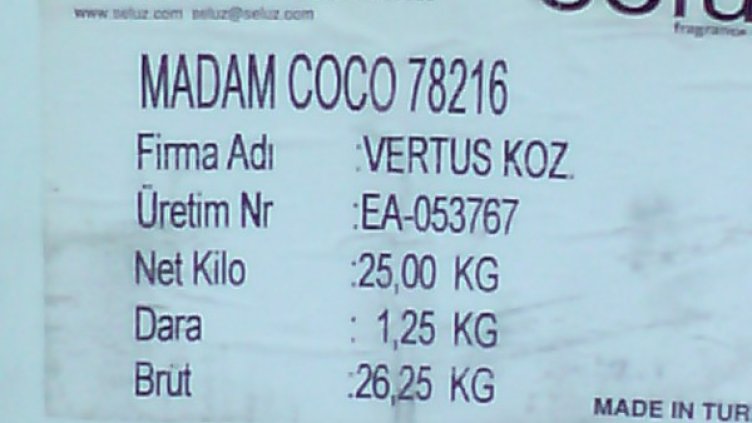 www.seluz.com seluz@seluz.com
fragrance
MADAM COCO 78216
Firma Adı :VERTUS KOZ.
Üretim Nr :EA-053767
Net Kilo :25,00 KG
Dara : 1,25 KG
Brüt :26,25 KG
MADE IN TUR